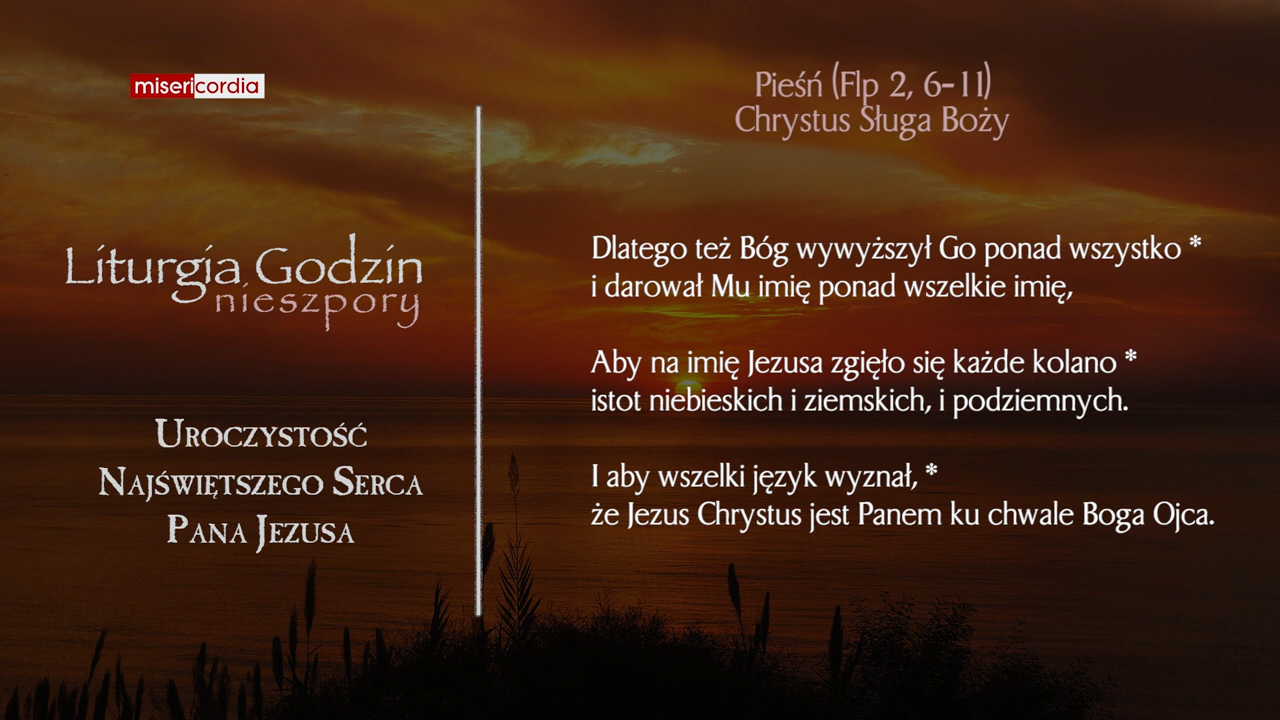 misericordia
Liturgia Godzin
nieszpory
Uroczystość
Najświętszego Serca
Pana Jezusa
Pieśń (Flp 2, 6-11)
Chrystus Sługa Boży
Dlatego też Bóg wywyższył Go ponad wszystko *
i darował Mu imię ponad wszelkie imię,
Aby na imię Jezusa zgięło się każde kolano *
istot niebieskich i ziemskich, i podziemnych.
I aby wszelki język wyznał, *
że Jezus Chrystus jest Panem ku chwale Boga Ojca.